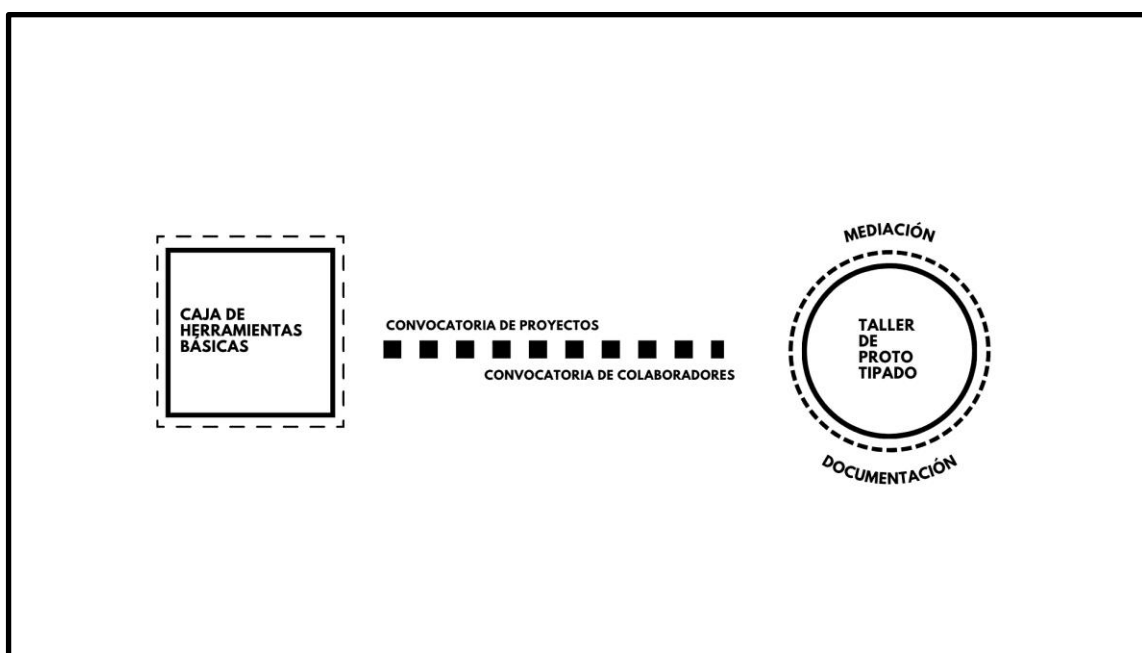 CAJA DE
HERRAMIENTAS
BÁSICAS
CONVOCATORIA DE PROYECTOS
CONVOCATORIA DE COLABORADORES
MEDIACIÓN
TALLER
DE
PROTO
TIPADO
DOCUMENTACIÓN